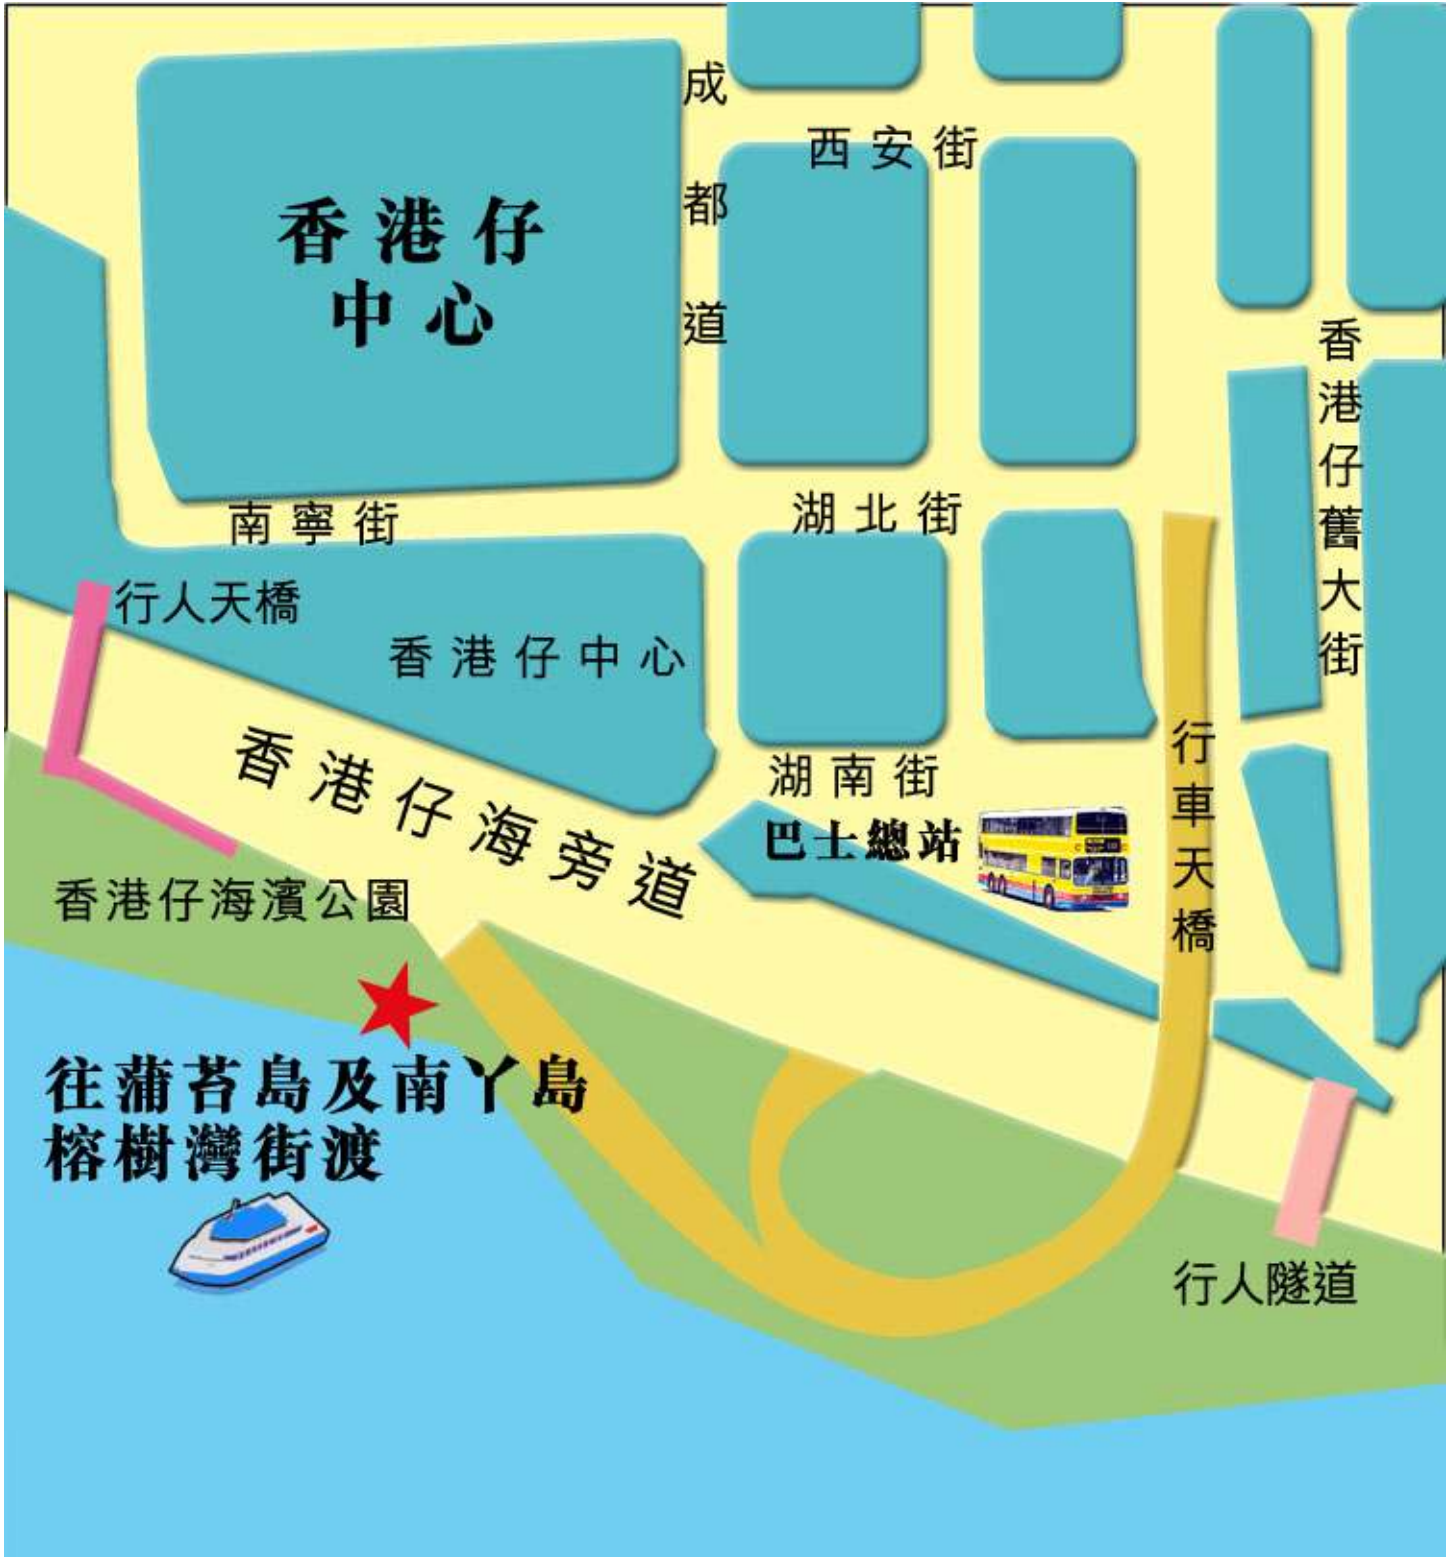 成都道
西安街
香港仔
中心
香港仔舊大街
南寧街
湖北街
行人天橋
香港仔中心
香港仔海旁道
湖南街
行車天橋
巴士總站
香港仔海濱公園
往蒲苔島及南丫島
榕樹灣街渡
行人隧道